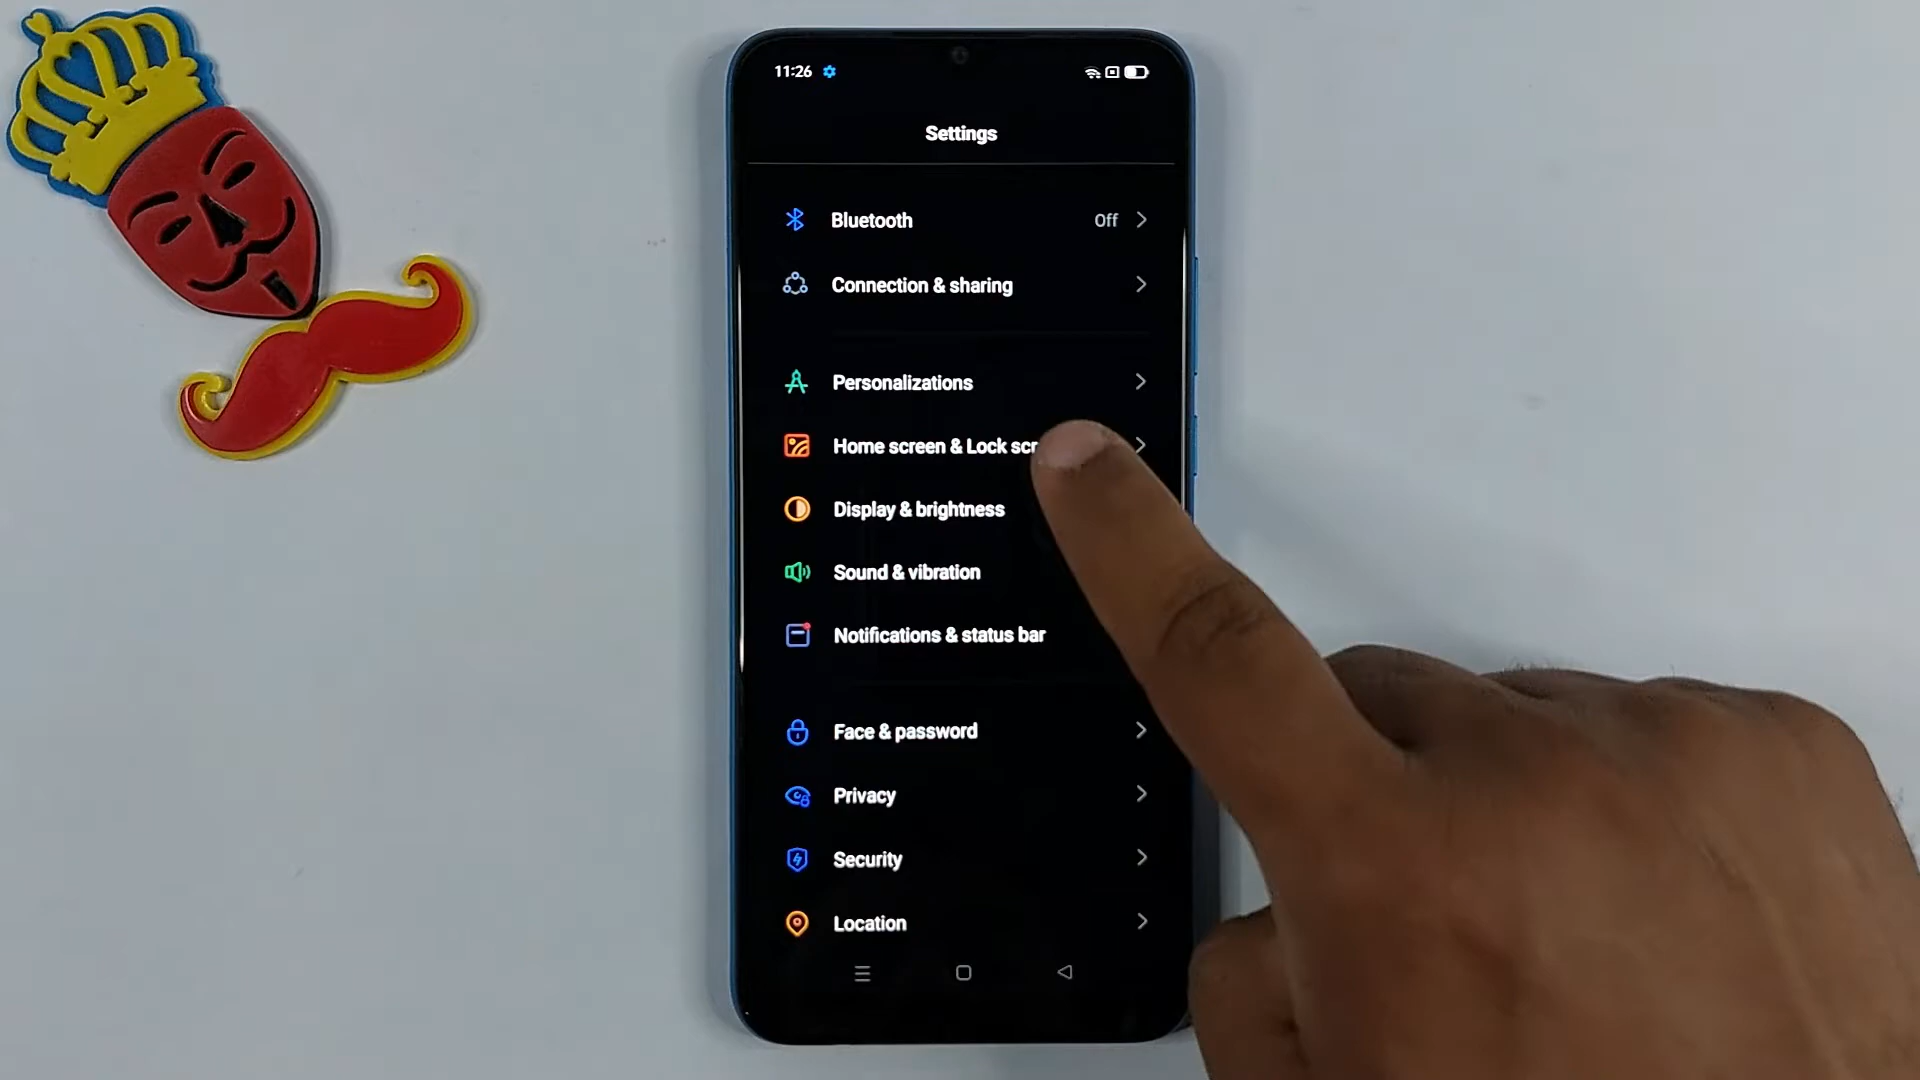 11:26
Settings
Bluetooth Off
Connection & sharing
Personalizations
Home screen & Lock scr
Display & brightness
Sound & vibration
Notifications & status bar
Face & password
Privacy
Security
Location